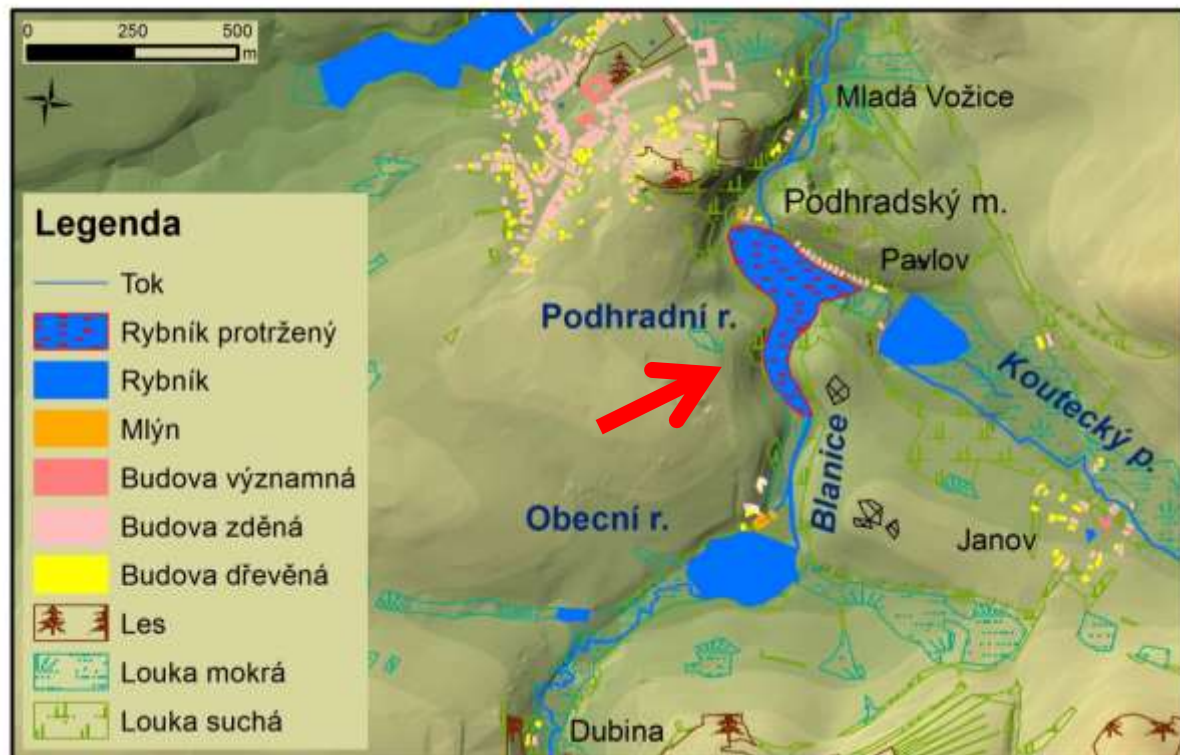 0 250 500
m
Mladá Vožice
Podhradský m.
Pavlov
Podhradní r.
Koutecký p.
Blanice
Obecní r.
Janov
Dubina
Legenda
Tok
Rybník protržený
Rybník
Mlýn
Budova významná
Budova zděná
Budova dřevěná
Les
Louka mokrá
Louka suchá